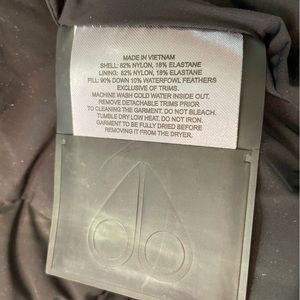 MADE IN VIETNAM
SHELL: 82% NYLON, 18% ELASTANE
LINING: 82% NYLON, 18% ELASTANE
FILL: 90% DOWN 10% WATERFOWL FEATHERS
EXCLUSIVE OF TRIMS.
MACHINE WASH COLD WATER INSIDE OUT.
REMOVE DETACHABLE TRIMS PRIOR
TO CLEANING THE GARMENT. DO NOT BLEACH.
TUMBLE DRY LOW HEAT. DO NOT IRON.
GARMENT TO BE FULLY DRIED BEFORE
REMOVING IT FROM THE DRYER.